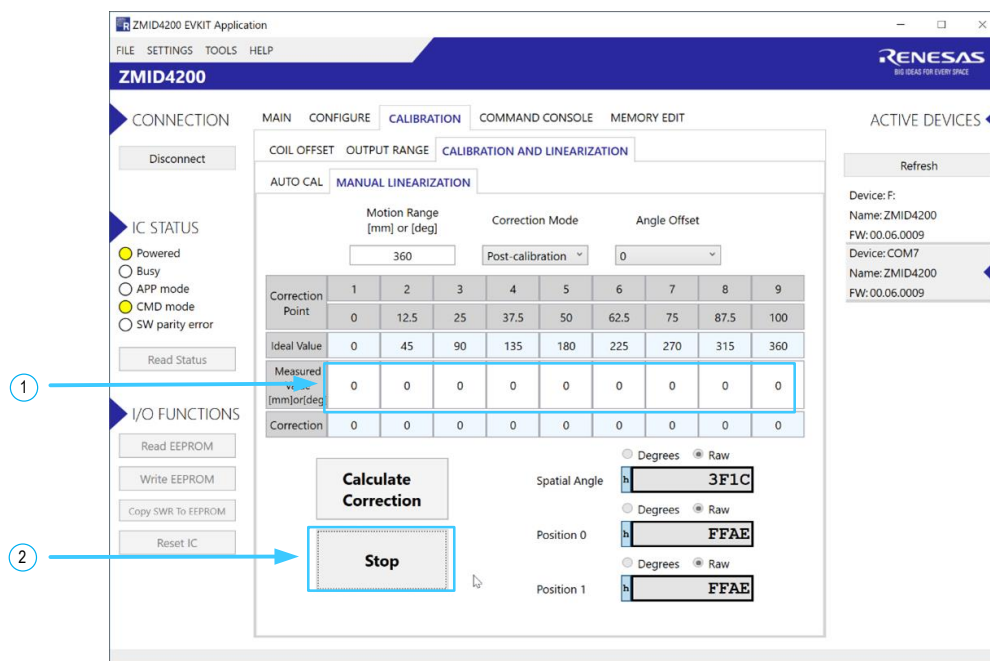 ZMID4200 EVKIT Application
FILE SETTINGS TOOLS HELP
RENESAS
BIG IDEAS FOR EVERY SPACE
ZMID4200
CONNECTION
Disconnect
IC STATUS
Powered
Busy
APP mode
CMD mode
SW parity error
Read Status
1
I/O FUNCTIONS
Read EEPROM
Write EEPROM
Copy SWR To EEPROM
Reset IC
2
MAIN CONFIGURE CALIBRATION COMMAND CONSOLE MEMORY EDIT
COIL OFFSET OUTPUT RANGE CALIBRATION AND LINEARIZATION
AUTO CAL MANUAL LINEARIZATION
Motion Range
[mm] or [deg]
360
Correction Mode
Post-calibration
Angle Offset
0
Correction
Point
1 2 3 4 5 6 7 8 9
0 12.5 25 37.5 50 62.5 75 87.5 100
Ideal Value 0 45 90 135 180 225 270 315 360
Measured
Value
[mm]or[deg
0 0 0 0 0 0 0 0 0
Correction 0 0 0 0 0 0 0 0 0
Calculate
Correction
Stop
Degrees Raw
Spatial Angle h 3F1C
Degrees Raw
Position 0 h FFAE
Degrees Raw
Position 1 h FFAE
ACTIVE DEVICES
Refresh
Device: F:
Name: ZMID4200
FW: 00.06.0009
Device: COM7
Name: ZMID4200
FW: 00.06.0009